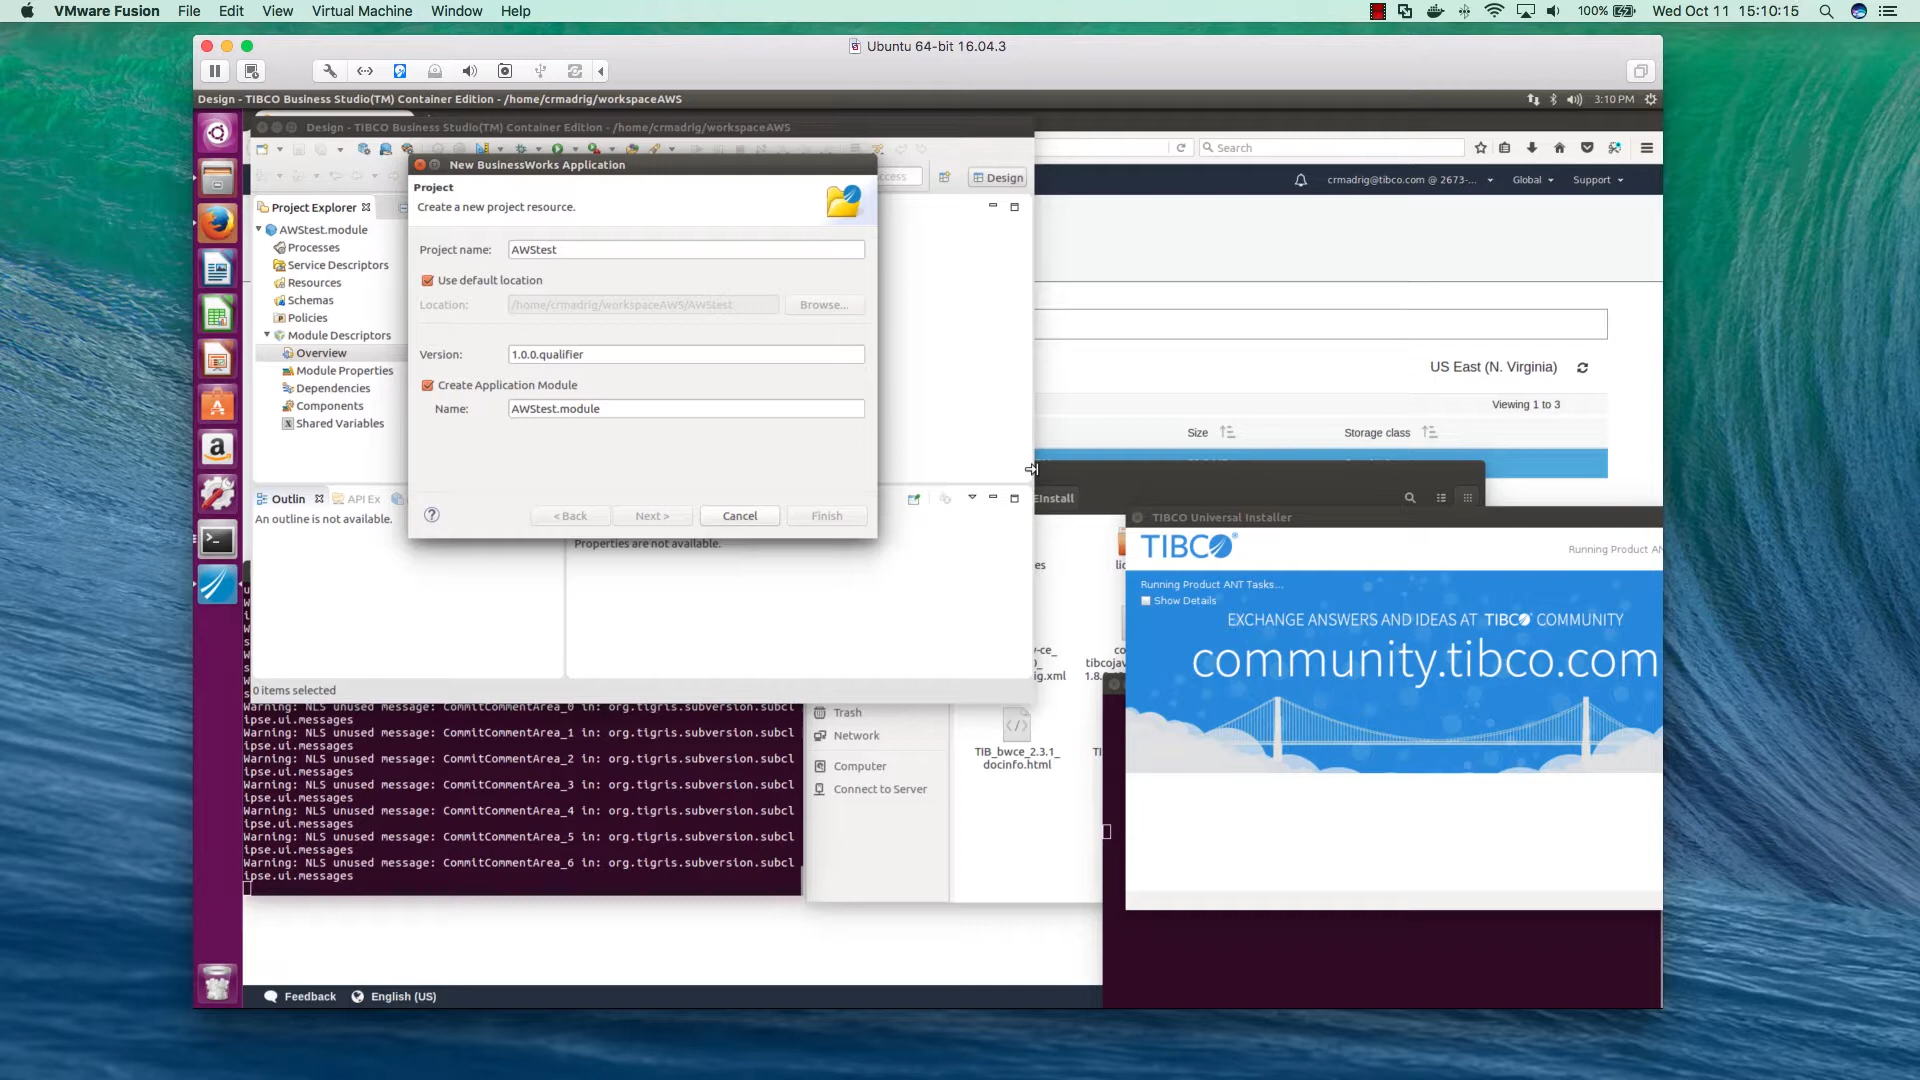 VMware Fusion File Edit View Virtual Machine Window Help 100% Wed Oct 11 15:10:15
Ubuntu 64-bit 16.04.3
Design - TIBCO Business Studio(TM) Container Edition - /home/crmadrig/workspaceAWS 3:10 PM
Design - TIBCO Business Studio(TM) Container Edition - /home/crmadrig/workspaceAWS
Search
New BusinessWorks Application
Design
crmadrig@tibco.com @ 2673-... Global Support
Project
Create a new project resource.
Project Explorer
AWStest.module
Processes
Service Descriptors
Resources
Schemas
Policies
Module Descriptors
Overview
Module Properties
Dependencies
Components
Shared Variables
Project name: AWStest
Use default location
Location: /home/crmadrig/workspaceAWS/AWStest Browse...
Version: 1.0.0.qualifier
Create Application Module
Name: AWStest.module
< Back Next > Cancel Finish
US East (N. Virginia)
Viewing 1 to 3
Size Storage class
Outlin API Ex
An outline is not available.
Properties are not available.
0 items selected
EInstall
TIBCO Universal Installer
TIBCO
Running Product AN
Running Product ANT Tasks...
Show Details
EXCHANGE ANSWERS AND IDEAS AT TIBCO COMMUNITY
community.tibco.com
Warning: NLS unused message: CommitCommentArea_0 in: org.tigris.subversion.subcl
ipse.ui.messages
Warning: NLS unused message: CommitCommentArea_1 in: org.tigris.subversion.subcl
ipse.ui.messages
Warning: NLS unused message: CommitCommentArea_2 in: org.tigris.subversion.subcl
ipse.ui.messages
Warning: NLS unused message: CommitCommentArea_3 in: org.tigris.subversion.subcl
ipse.ui.messages
Warning: NLS unused message: CommitCommentArea_4 in: org.tigris.subversion.subcl
ipse.ui.messages
Warning: NLS unused message: CommitCommentArea_5 in: org.tigris.subversion.subcl
ipse.ui.messages
Warning: NLS unused message: CommitCommentArea_6 in: org.tigris.subversion.subcl
ipse.ui.messages
Trash
Network
Computer
Connect to Server
TIB_bwce_2.3.1_
docinfo.html
Feedback English (US)